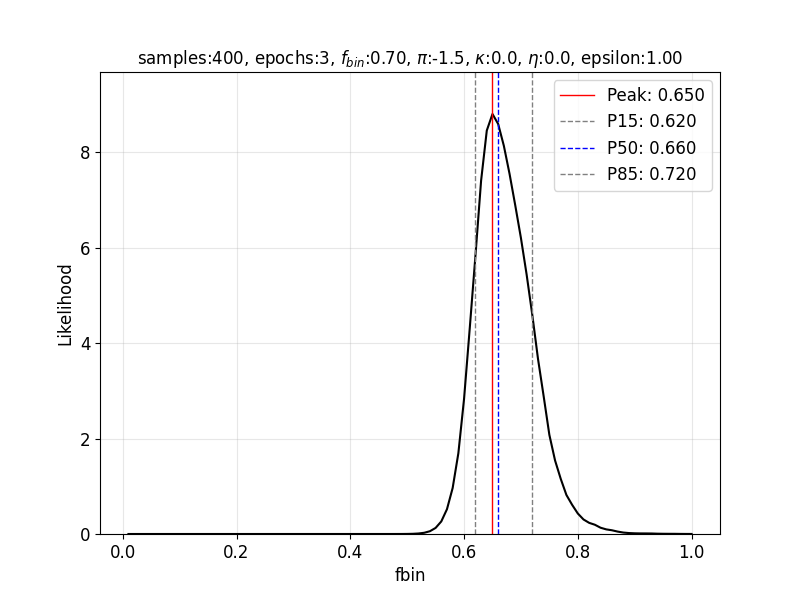 samples:400, epochs:3, $f_{bin}$:0.70, π:-1.5, κ:0.0, η:0.0, epsilon:1.00
Peak: 0.650
P15: 0.620
P50: 0.660
P85: 0.720
Likelihood
8
6
4
2
0
0.0 0.2 0.4 0.6 0.8 1.0
fbin